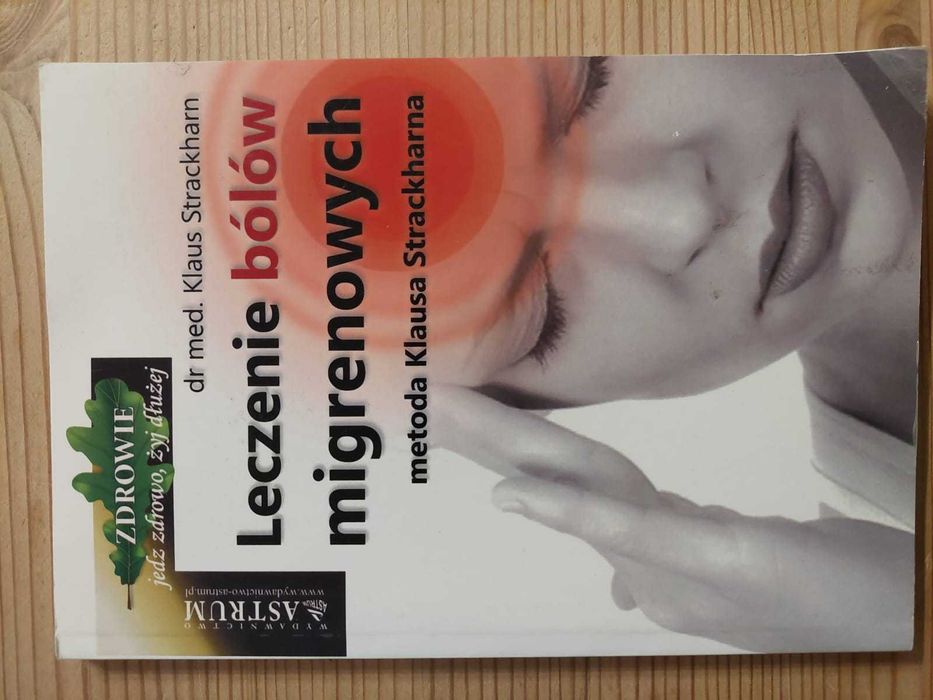 ZDROWIE
jedz zdrowo, żyj dłużej
WYDAWNICTWO
ASTRUM
ASTRUM
www.wydawnictwo-astrum.pl
dr med. Klaus Strackharn
Leczenie bólów
migrenowych
metoda Klausa Strackharna